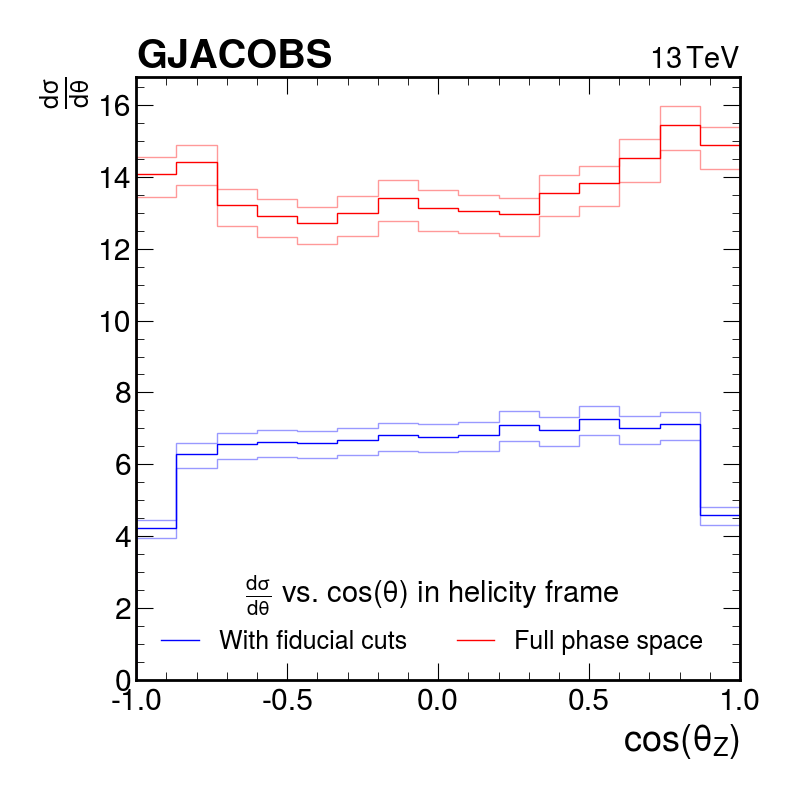 GJACOBS 13 TeV
dσ/dθ
16
14
12
10
8
6
4
2
0
dσ/dθ vs. cos(θ) in helicity frame
With fiducial cuts Full phase space
-1.0 -0.5 0.0 0.5 1.0
cos(θ_Z)